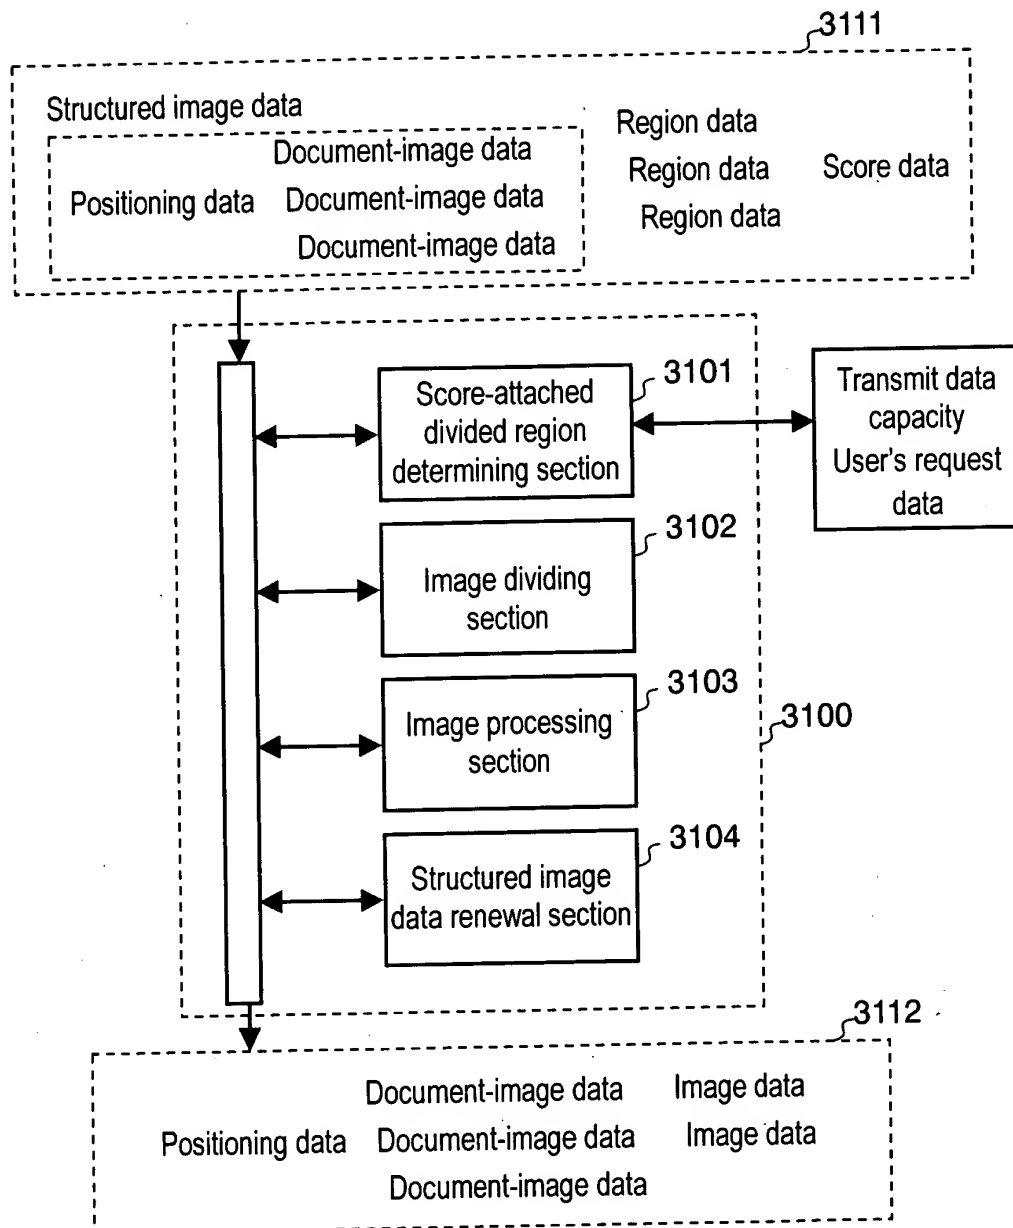 3111
Structured image data
Document-image data
Positioning data
Document-image data
Document-image data
Region data
Region data
Region data
Score data
3101
Score-attached
divided region
determining section
Transmit data
capacity
User's request
data
3102
Image dividing
section
3103
Image processing
section
3100
3104
Structured image
data renewal section
3112
Document-image data
Image data
Positioning data
Document-image data
Image data
Document-image data